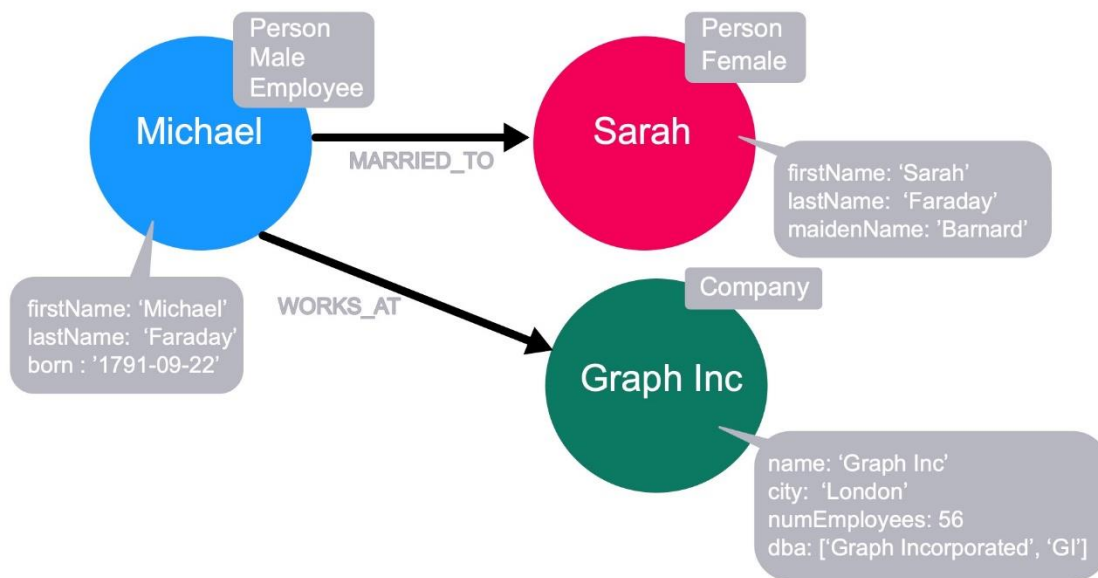 Person
Male
Employee
Michael
MARRIED_TO
Person
Female
Sarah
firstName: ‘Sarah’
lastName:  ‘Faraday’
maidenName: ’Barnard’
firstName: ‘Michael’
lastName:  ‘Faraday’
born : ’1791-09-22’
WORKS_AT
Company
Graph Inc
name: ‘Graph Inc’
city:  ‘London’
numEmployees: 56
dba: [‘Graph Incorporated’, ‘GI’]